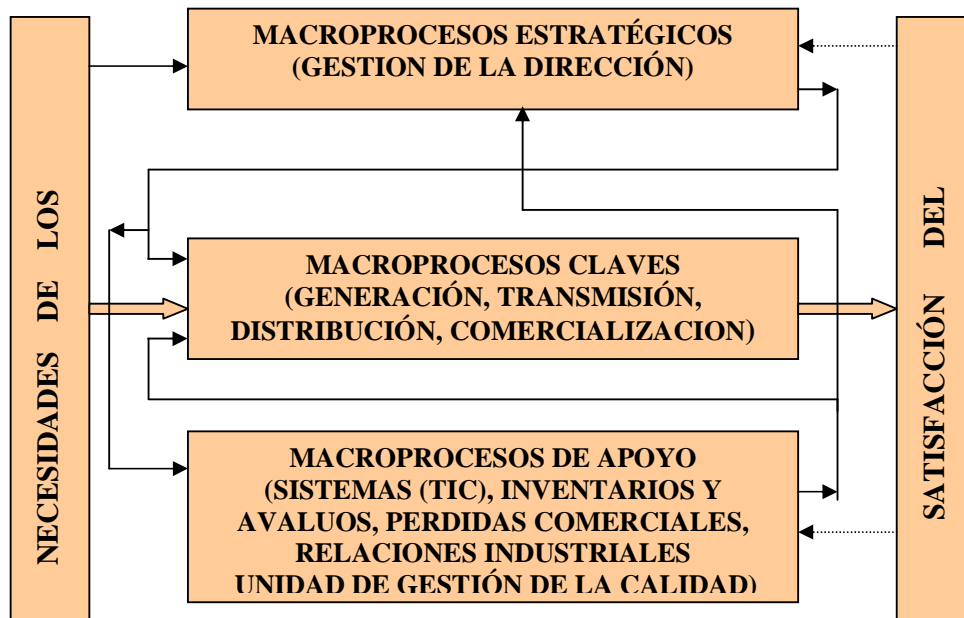 NECESIDADES DE LOS
MACROPROCESOS ESTRATÉGICOS
(GESTION DE LA DIRECCIÓN)
MACROPROCESOS CLAVES
(GENERACIÓN, TRANSMISIÓN,
DISTRIBUCIÓN, COMERCIALIZACION)
MACROPROCESOS DE APOYO
(SISTEMAS (TIC), INVENTARIOS Y
AVALUOS, PERDIDAS COMERCIALES,
RELACIONES INDUSTRIALES
UNIDAD DE GESTIÓN DE LA CALIDAD)
SATISFACCIÓN DEL